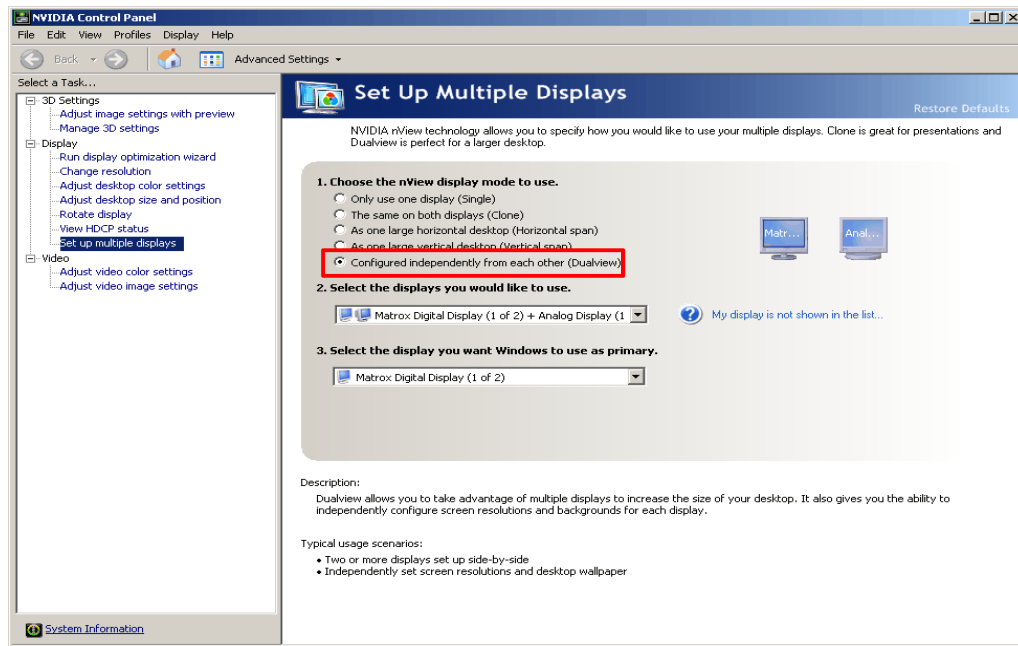 NVIDIA Control Panel
File Edit View Profiles Display Help
Back Advanced Settings
Select a Task...
3D Settings
Adjust image settings with preview
Manage 3D settings
Display
Run display optimization wizard
Change resolution
Adjust desktop color settings
Adjust desktop size and position
Rotate display
View HDCP status
Set up multiple displays
Video
Adjust video color settings
Adjust video image settings
System Information
Set Up Multiple Displays
Restore Defaults
NVIDIA nView technology allows you to specify how you would like to use your multiple displays. Clone is great for presentations and
Dualview is perfect for a larger desktop.
1. Choose the nView display mode to use.
Only use one display (Single)
The same on both displays (Clone)
As one large horizontal desktop (Horizontal span)
As one large vertical desktop (Vertical span)
Configured independently from each other (Dualview)
Matr... Anal...
2. Select the displays you would like to use.
Matrox Digital Display (1 of 2) + Analog Display (1
My display is not shown in the list...
3. Select the display you want Windows to use as primary.
Matrox Digital Display (1 of 2)
Description:
Dualview allows you to take advantage of multiple displays to increase the size of your desktop. It also gives you the ability to
independently configure screen resolutions and backgrounds for each display.
Typical usage scenarios:
• Two or more displays set up side-by-side
• Independently set screen resolutions and desktop wallpaper